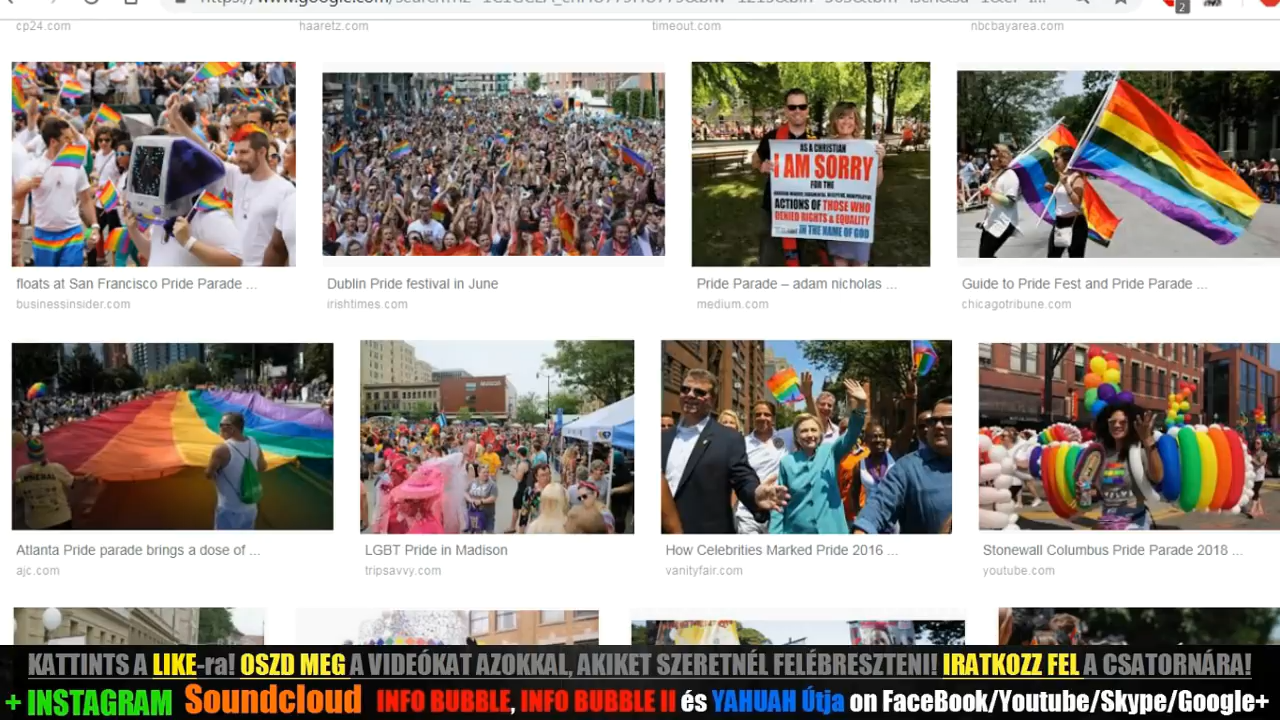 cp24.com
haaretz.com
timeout.com
nbcbayarea.com
2
AS A CHRISTIAN
I AM SORRY
FOR THE
ACTIONS OF THOSE WHO
DENIED RIGHTS & EQUALITY
IN THE NAME OF GOD
floats at San Francisco Pride Parade ...
businessinsider.com
Dublin Pride festival in June
irishtimes.com
Pride Parade – adam nicholas ...
medium.com
Guide to Pride Fest and Pride Parade ...
chicagotribune.com
Atlanta Pride parade brings a dose of ...
ajc.com
LGBT Pride in Madison
tripsavvy.com
How Celebrities Marked Pride 2016 ...
vanityfair.com
Stonewall Columbus Pride Parade 2018 ...
youtube.com
KATTINTS A LIKE-ra! OSZD MEG A VIDEÓKAT AZOKKAL, AKIKET SZERETNÉL FELÉBRESZTENI! IRATKOZZ FEL A CSATORNÁRA!
+ INSTAGRAM Soundcloud INFO BUBBLE, INFO BUBBLE II és YAHUAH Útja on FaceBook/Youtube/Skype/Google+